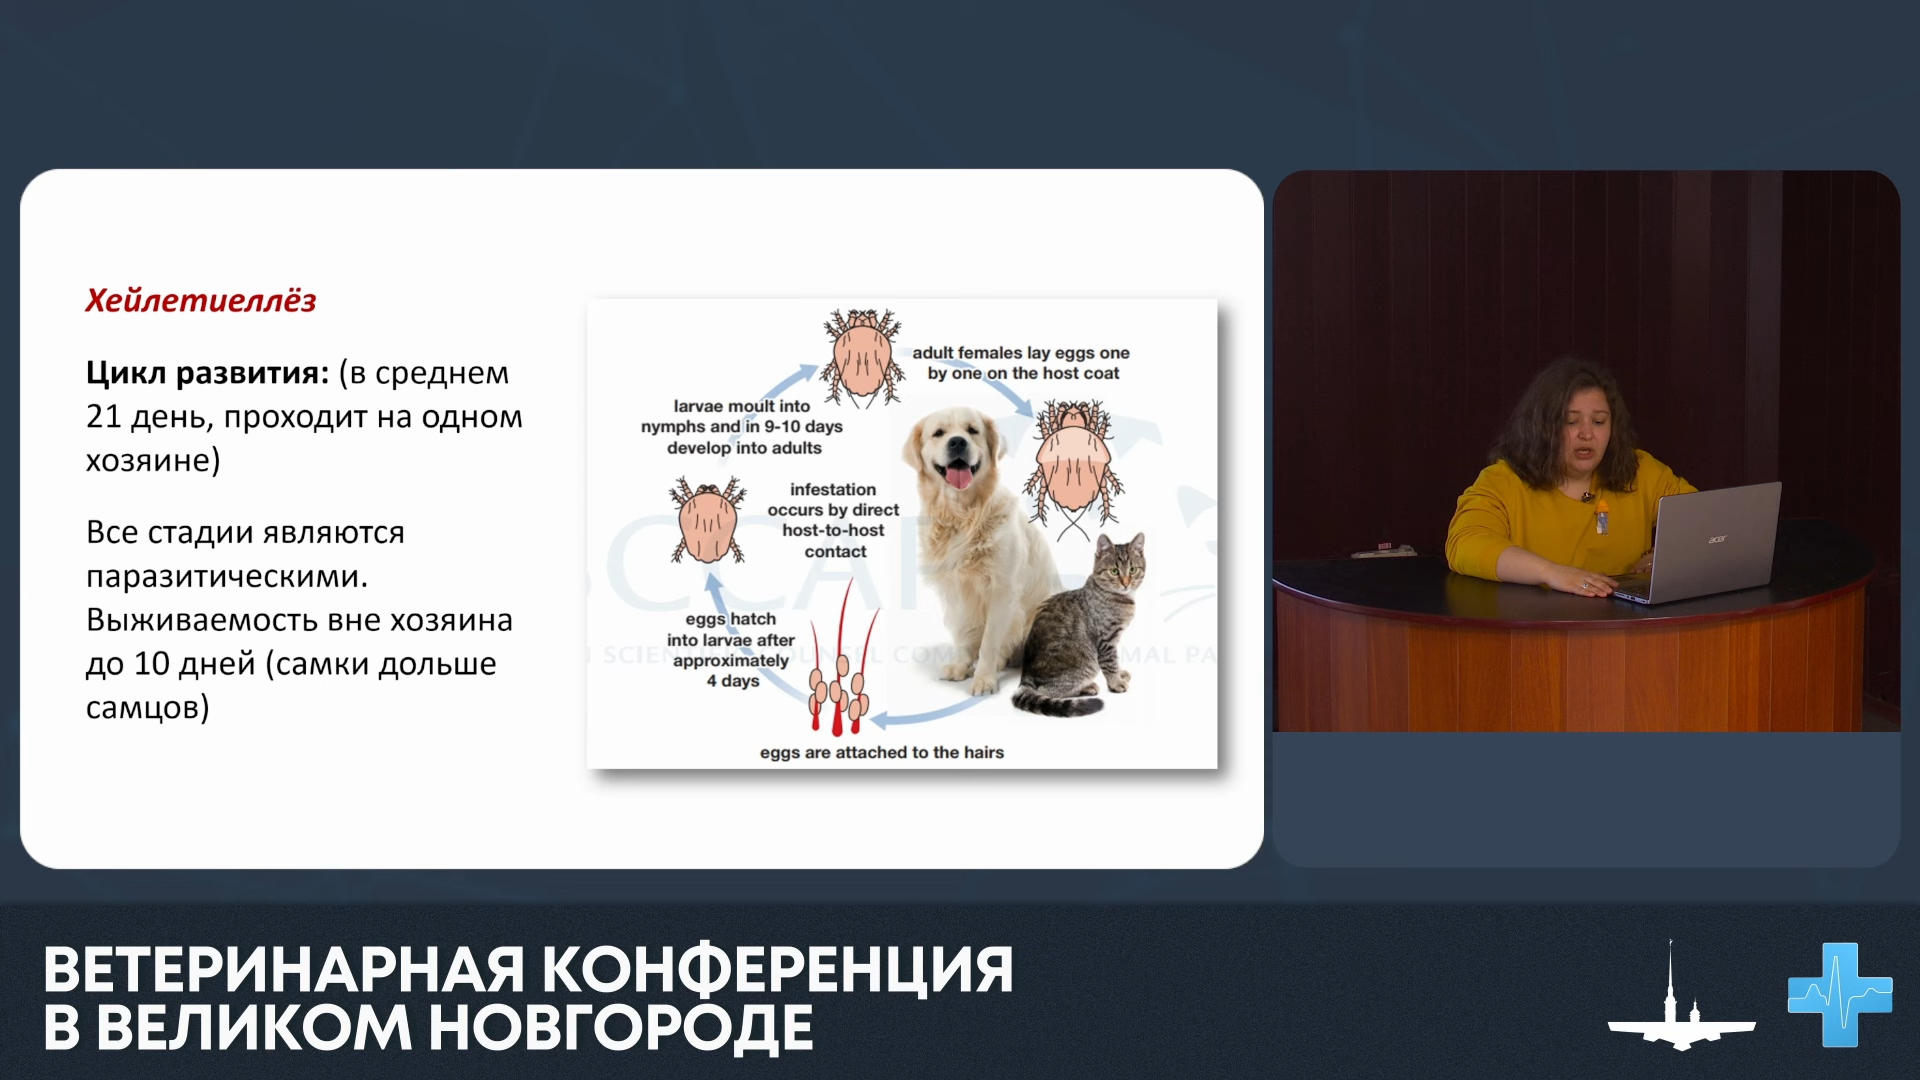 Хейлетиеллёз
Цикл развития: (в среднем
21 день, проходит на одном
хозяине)
Все стадии являются
паразитическими.
Выживаемость вне хозяина
до 10 дней (самки дольше
самцов)
adult females lay eggs one
by one on the host coat
larvae moult into
nymphs and in 9-10 days
develop into adults
infestation
occurs by direct
host-to-host
contact
eggs hatch
into larvae after
approximately
4 days
eggs are attached to the hairs
acer
ВЕТЕРИНАРНАЯ КОНФЕРЕНЦИЯ
В ВЕЛИКОМ НОВГОРОДЕ